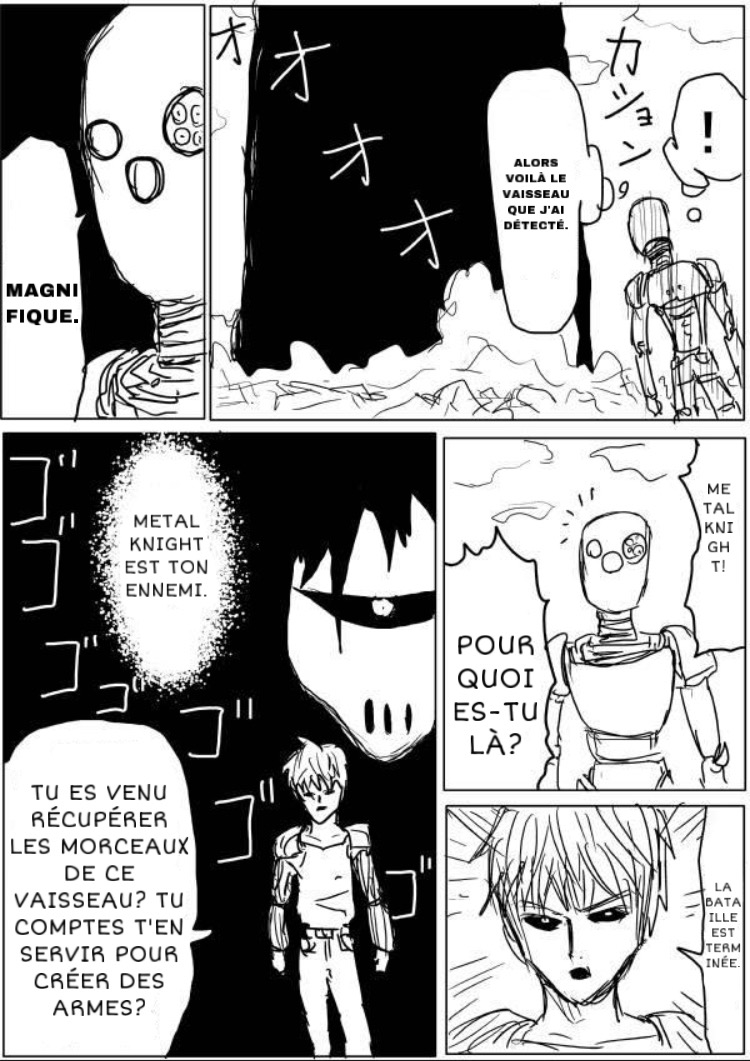 カション
!
ALORS
VOILÀ LE
VAISSEAU
QUE J'AI
DÉTECTÉ.
オオオオ
MAGNI
FIQUE.
ME
TAL
KNI
GH
T!
POUR
QUOI
ES-TU
LÀ?
LA
BATA
ILLE
EST
TERM
INÉE.
METAL
KNIGHT
EST TON
ENNEMI.
ゴゴゴゴゴゴゴ
TU ES VENU
RÉCUPÉRER
LES MORCEAUX
DE CE
VAISSEAU? TU
COMPTES T'EN
SERVIR POUR
CRÉER DES
ARMES?